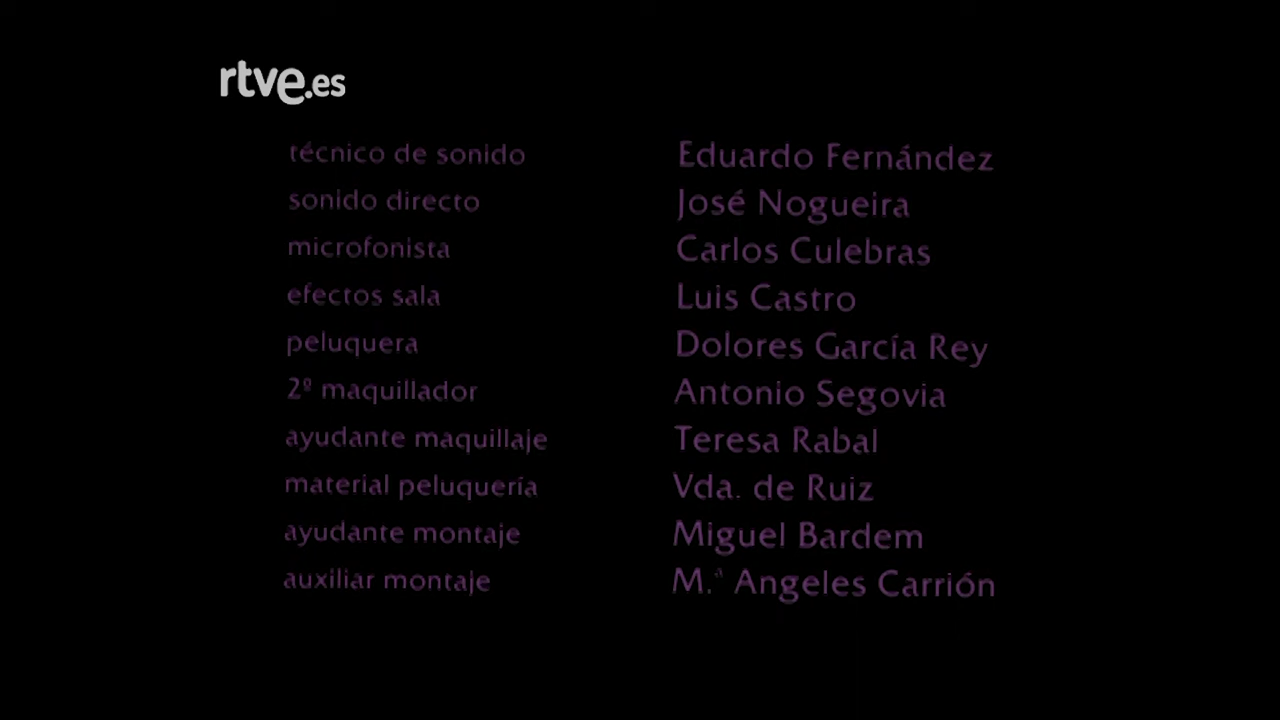 rtve.es
técnico de sonido Eduardo Fernández
sonido directo José Nogueira
microfonista Carlos Culebras
efectos sala Luis Castro
peluquera Dolores García Rey
2º maquillador Antonio Segovia
ayudante maquillaje Teresa Rabal
material peluquería Vda. de Ruiz
ayudante montaje Miguel Bardem
auxiliar montaje M.ª Angeles Carrión